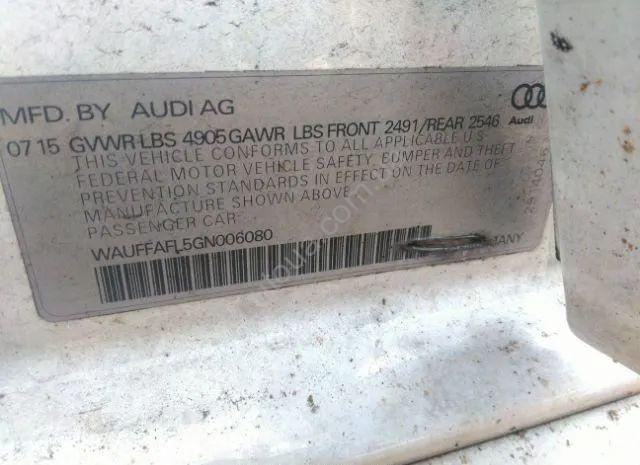 MFD. BY AUDI AG
07 15 GVWR LBS 4905 GAWR LBS FRONT 2491/REAR 2546
THIS VEHICLE CONFORMS TO ALL APPLICABLE U.S.
FEDERAL MOTOR VEHICLE SAFETY, BUMPER AND THEFT
PREVENTION STANDARDS IN EFFECT ON THE DATE OF
MANUFACTURE SHOWN ABOVE.
PASSENGER CAR
WAUFFAFL5GN006080
Audi